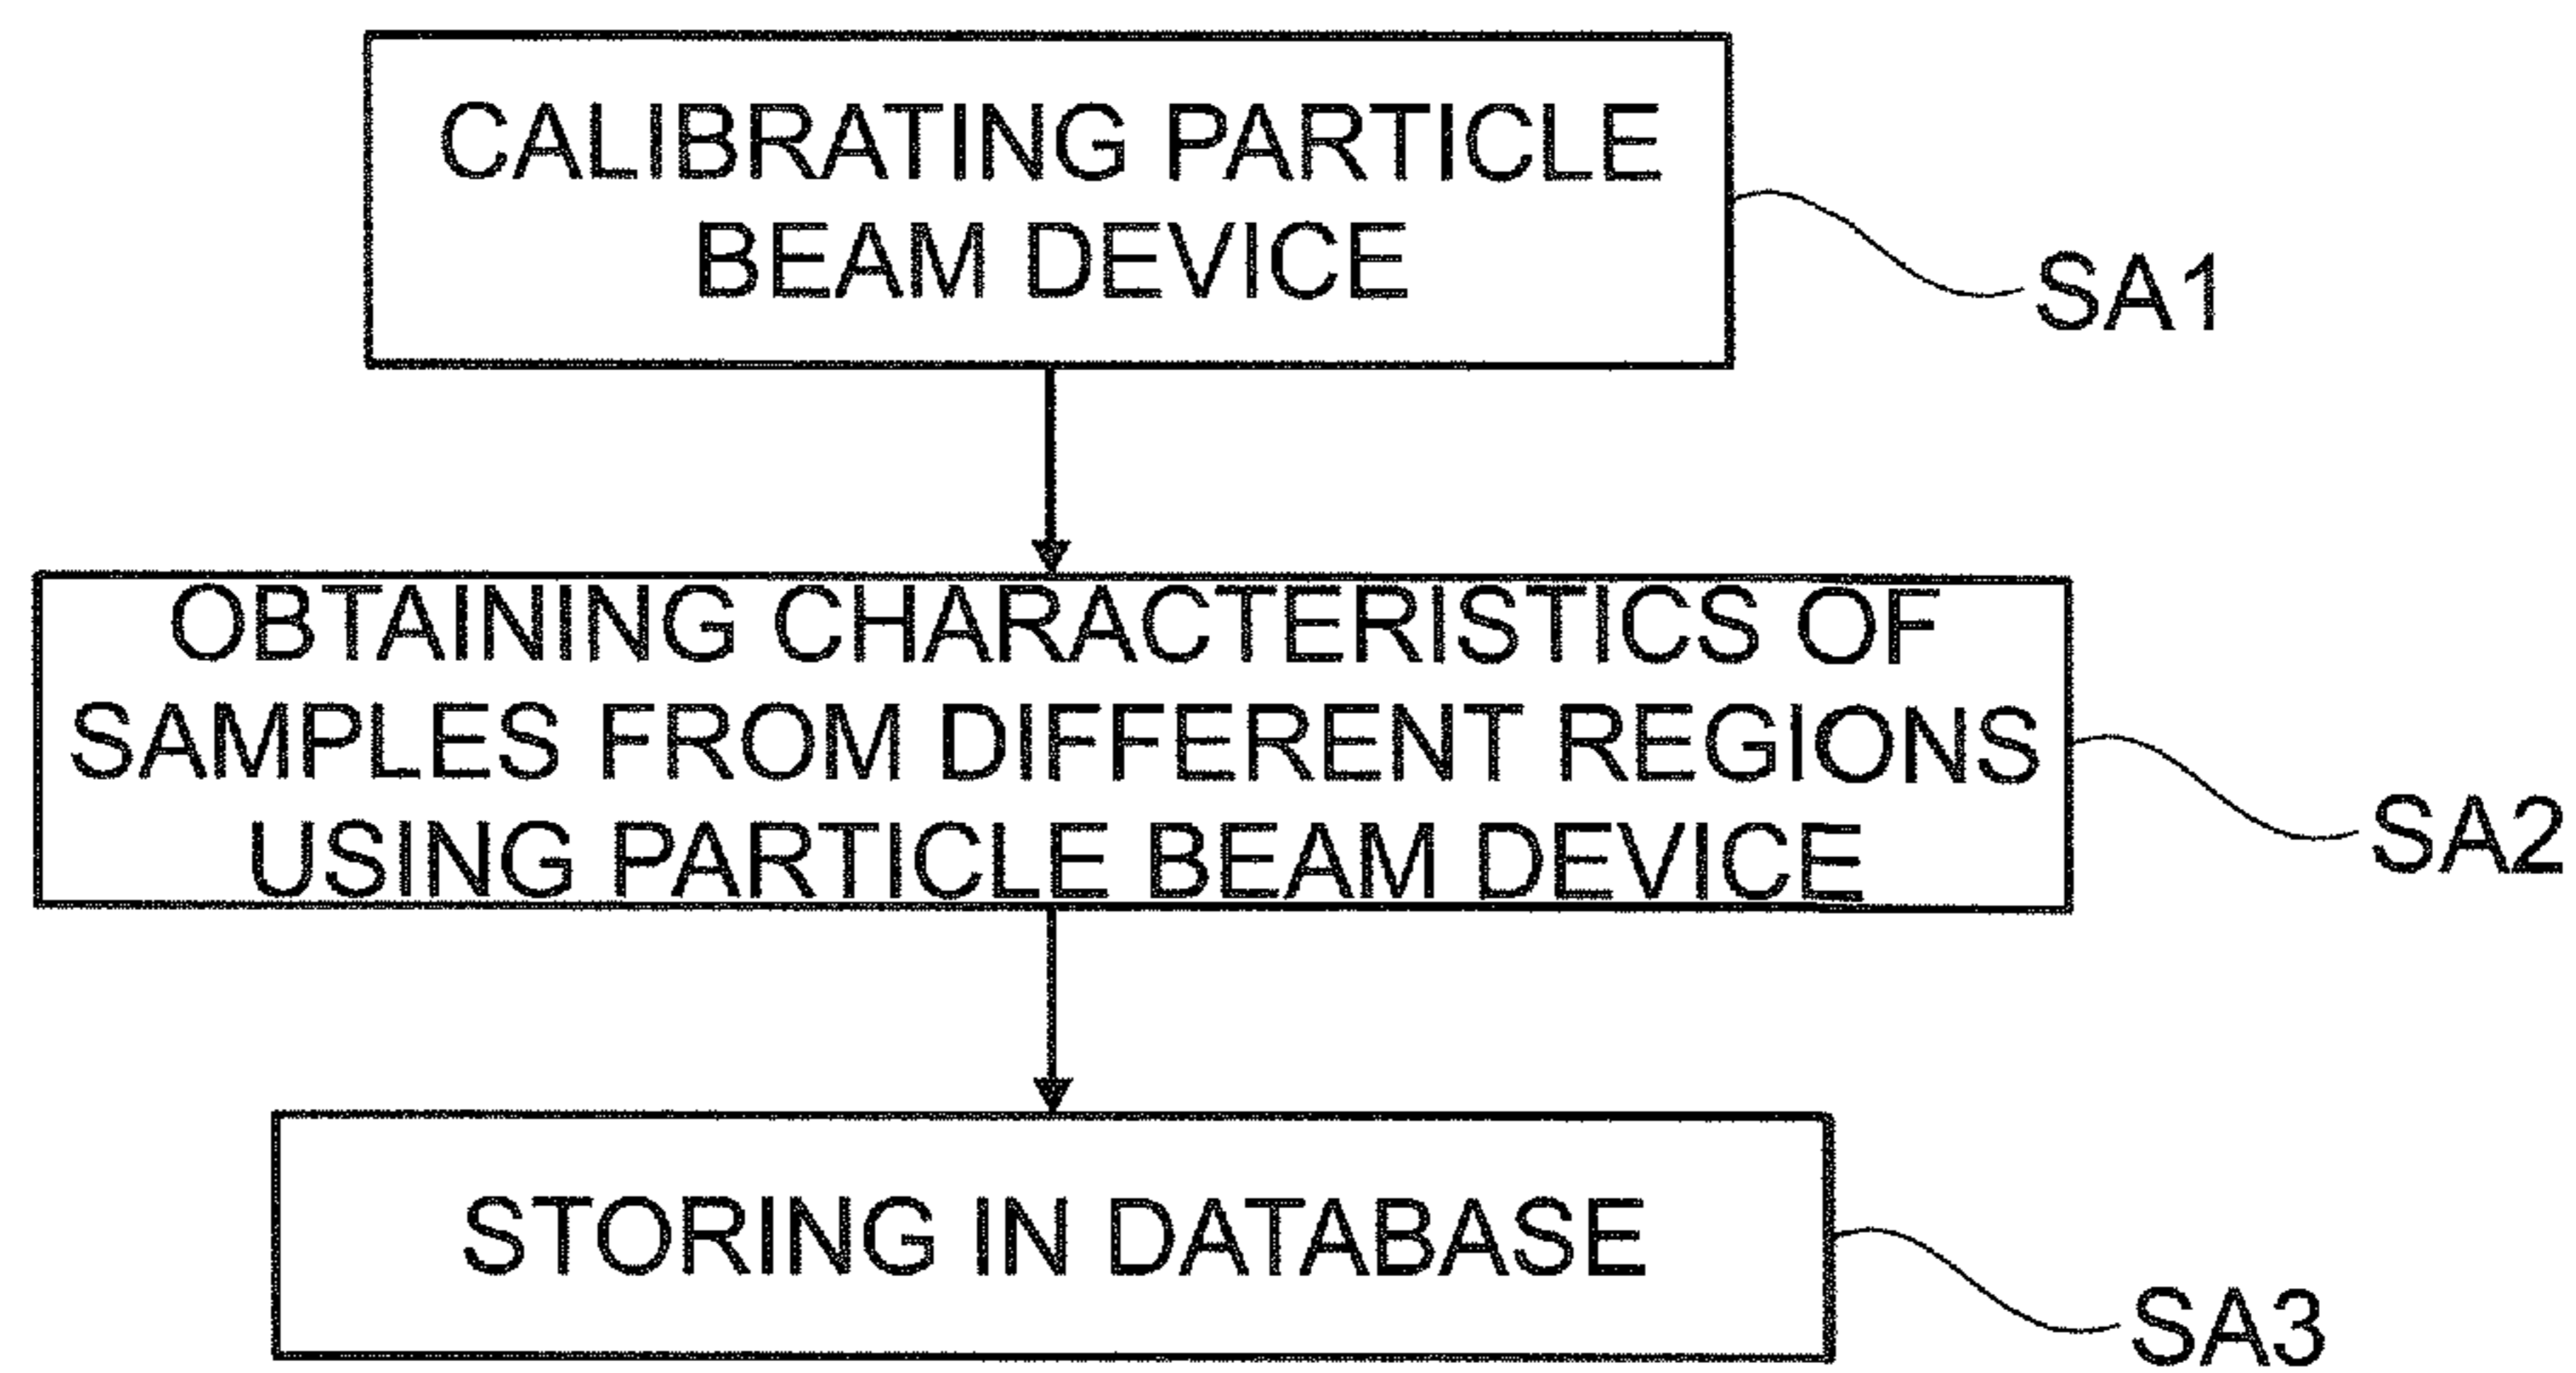 CALIBRATING PARTICLE
BEAM DEVICE
SA1
OBTAINING CHARACTERISTICS OF
SAMPLES FROM DIFFERENT REGIONS
USING PARTICLE BEAM DEVICE
SA2
STORING IN DATABASE
SA3